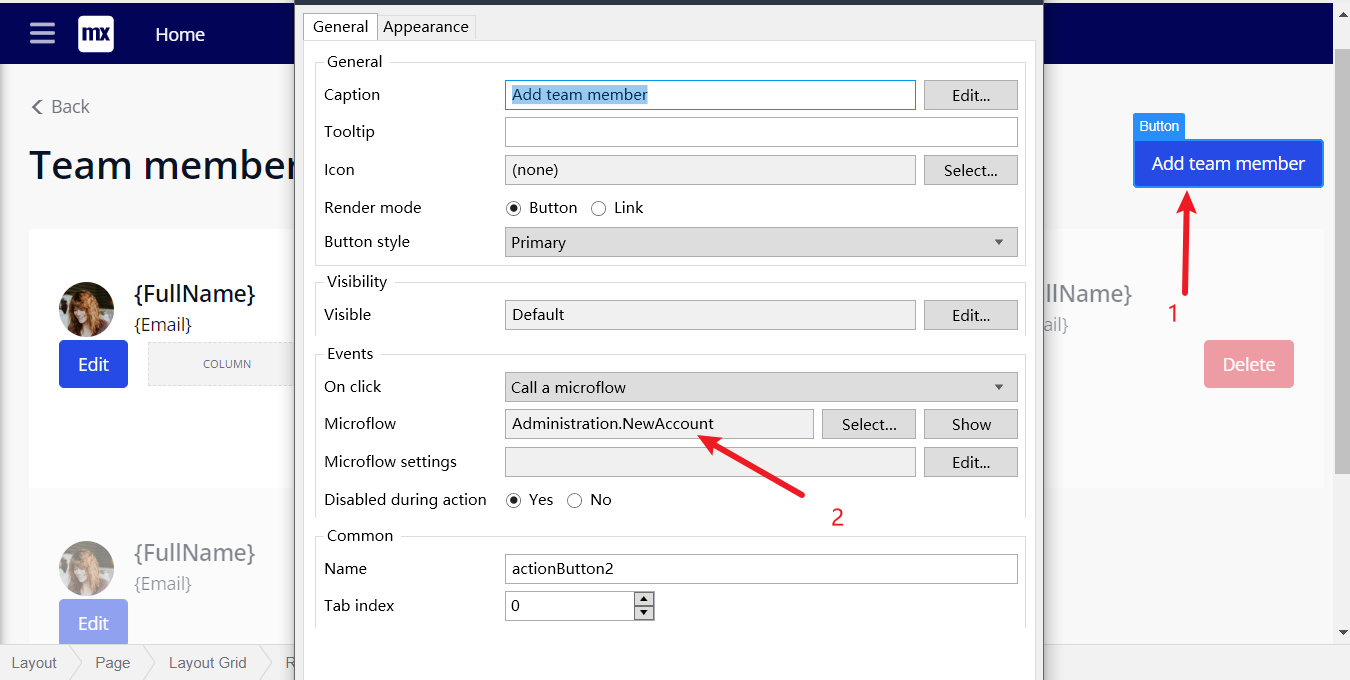 mx
Home
Back
Team member
{FullName}
{Email}
Edit
COLUMN
{FullName}
{Email}
Edit
General
Appearance
General
Caption
Add team member
Edit...
Tooltip
Icon
(none)
Select...
Render mode
Button
Link
Button style
Primary
Visibility
Visible
Default
Edit...
Events
On click
Call a microflow
Microflow
Administration.NewAccount
Select...
Show
Microflow settings
Edit...
Disabled during action
Yes
No
2
Common
Name
actionButton2
Tab index
0
Button
Add team member
1
llName}
ail}
Delete
Layout
Page
Layout Grid
R